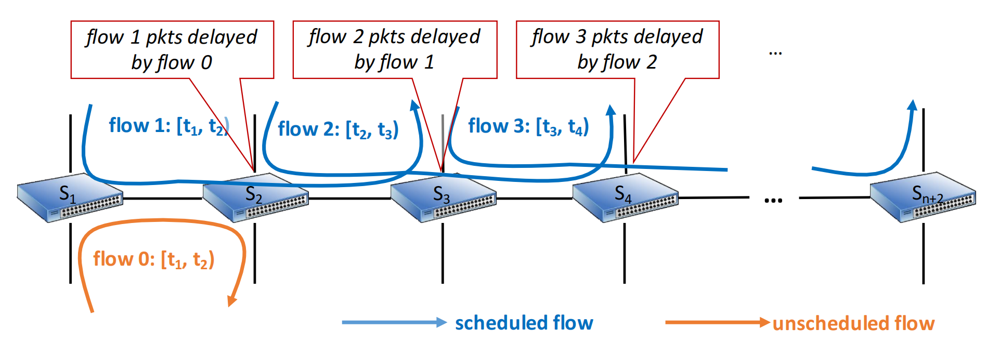 flow 1 pkts delayed
by flow 0
flow 2 pkts delayed
by flow 1
flow 3 pkts delayed
by flow 2
...
flow 1: [t₁, t₂)
flow 2: [t₂, t₃)
flow 3: [t₃, t₄)
S₁
S₂
S₃
S₄
...
Sₙ₊₂
flow 0: [t₁, t₂)
scheduled flow
unscheduled flow